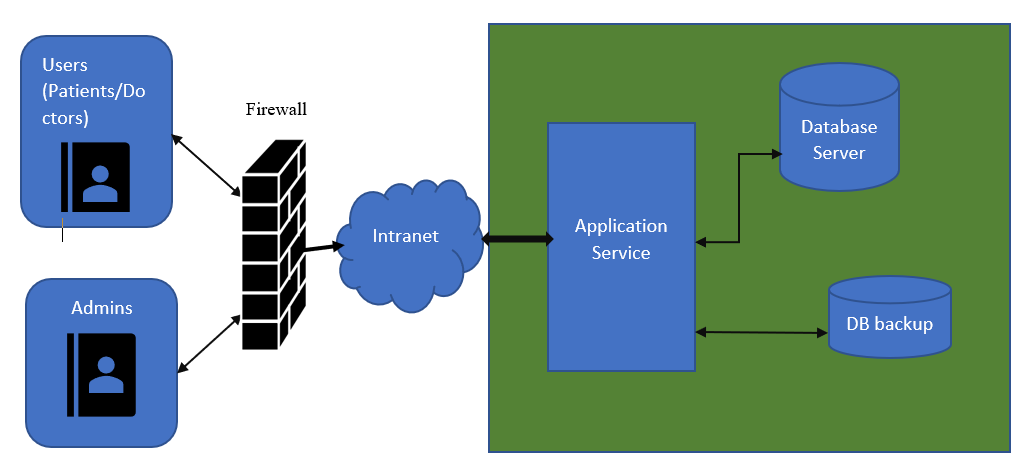 Users
(Patients/Do
ctors)
Firewall
Admins
Intranet
Application
Service
Database
Server
DB backup